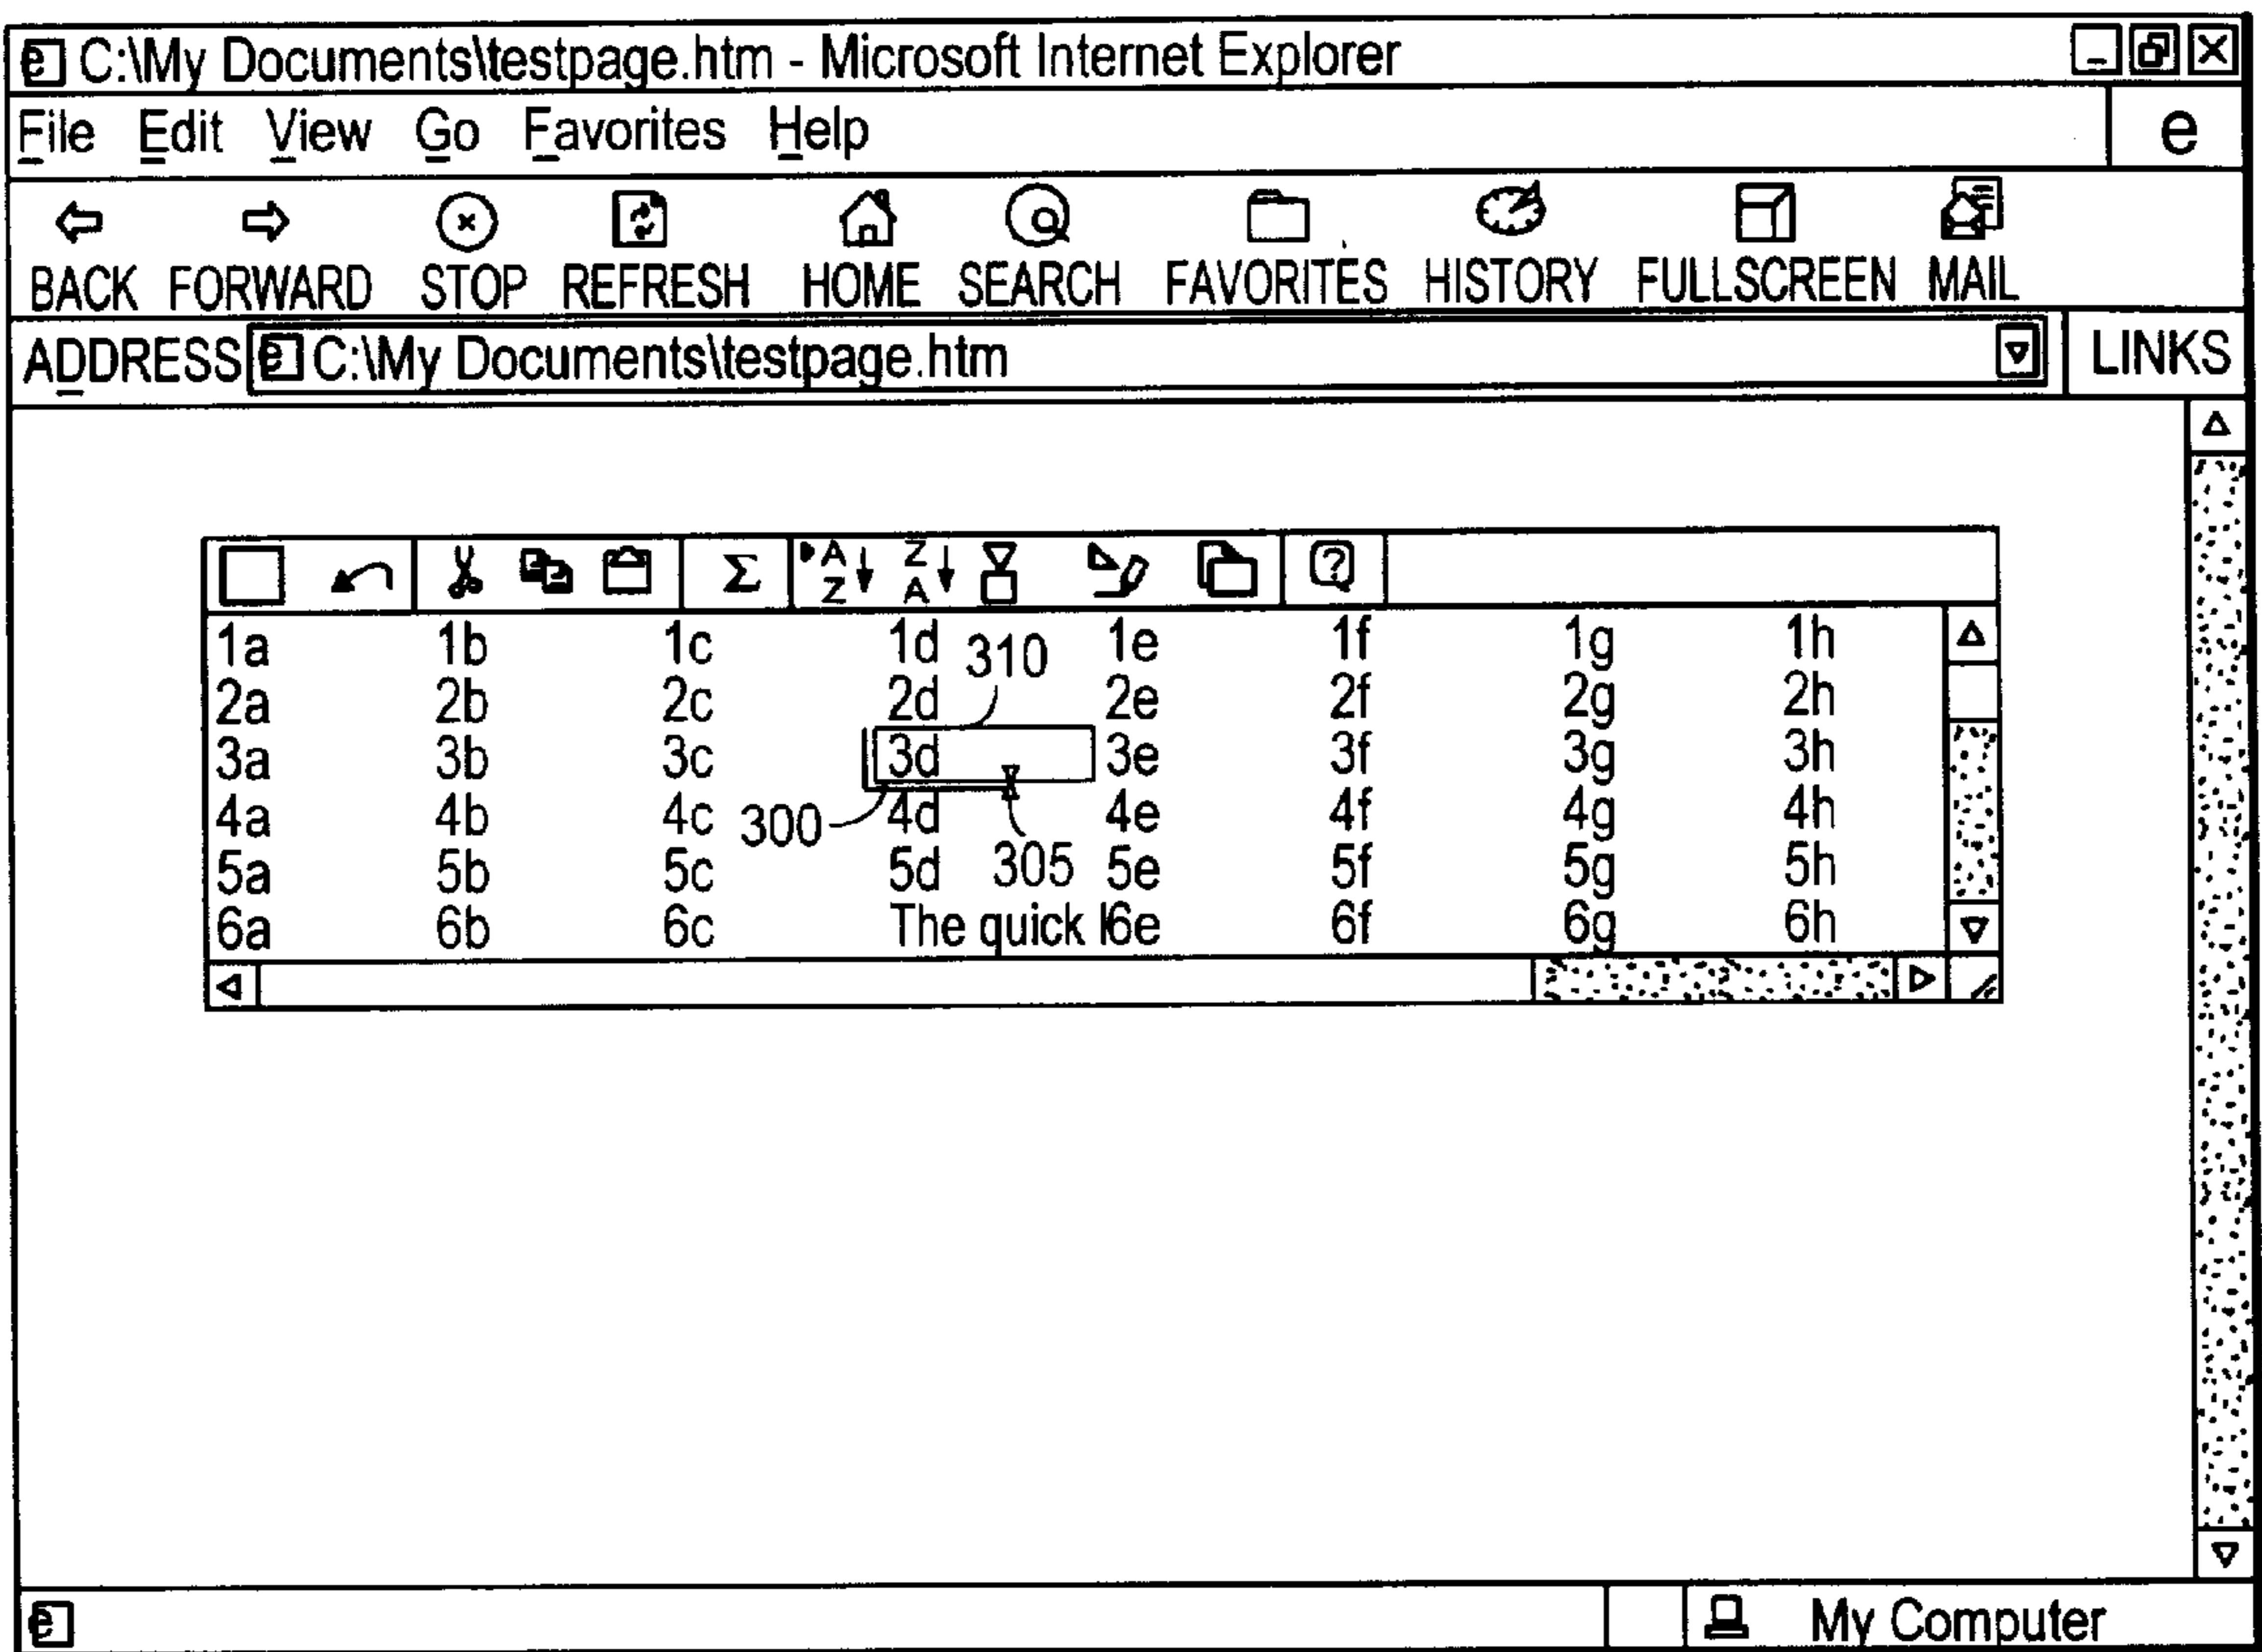 C:\My Documents\testpage.htm - Microsoft Internet Explorer
File Edit View Go Favorites Help
e
BACK FORWARD STOP REFRESH HOME SEARCH FAVORITES HISTORY FULLSCREEN MAIL
ADDRESS C:\My Documents\testpage.htm LINKS
Σ A Z Z A ?
1a 1b 1c 1d 310 1e 1f 1g 1h
2a 2b 2c 2d 2e 2f 2g 2h
3a 3b 3c 3d 3e 3f 3g 3h
4a 4b 4c 300 4d 4e 4f 4g 4h
5a 5b 5c 5d 305 5e 5f 5g 5h
6a 6b 6c The quick 6e 6f 6g 6h
My Computer